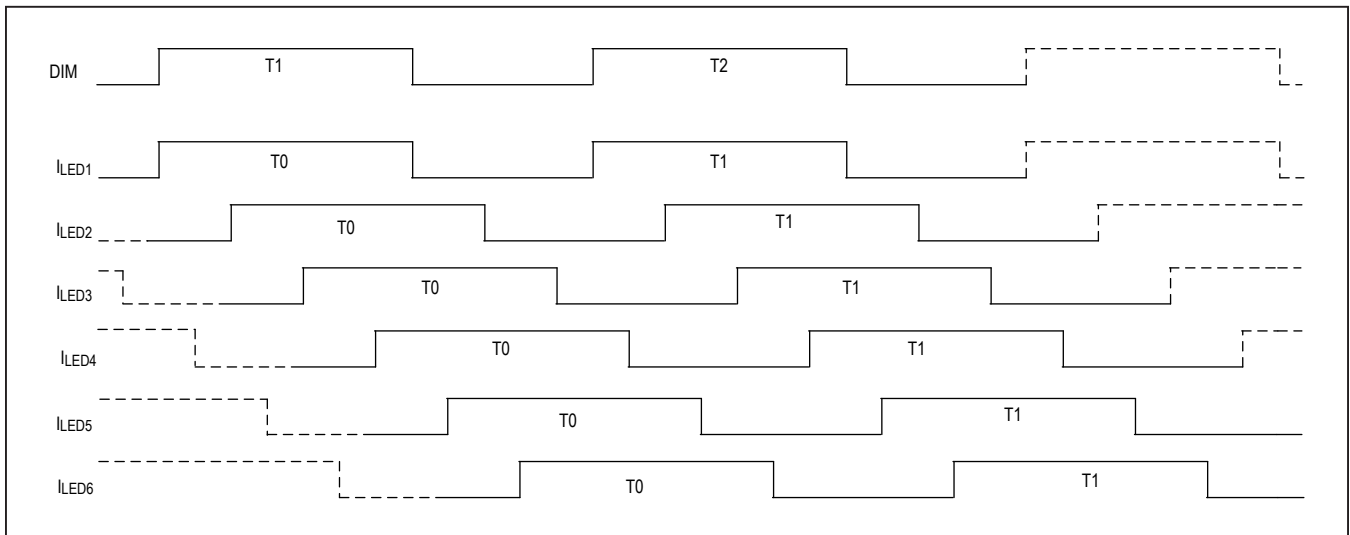 DIM T1 T2
ILED1 T0 T1
ILED2 T0 T1
ILED3 T0 T1
ILED4 T0 T1
ILED5 T0 T1
ILED6 T0 T1